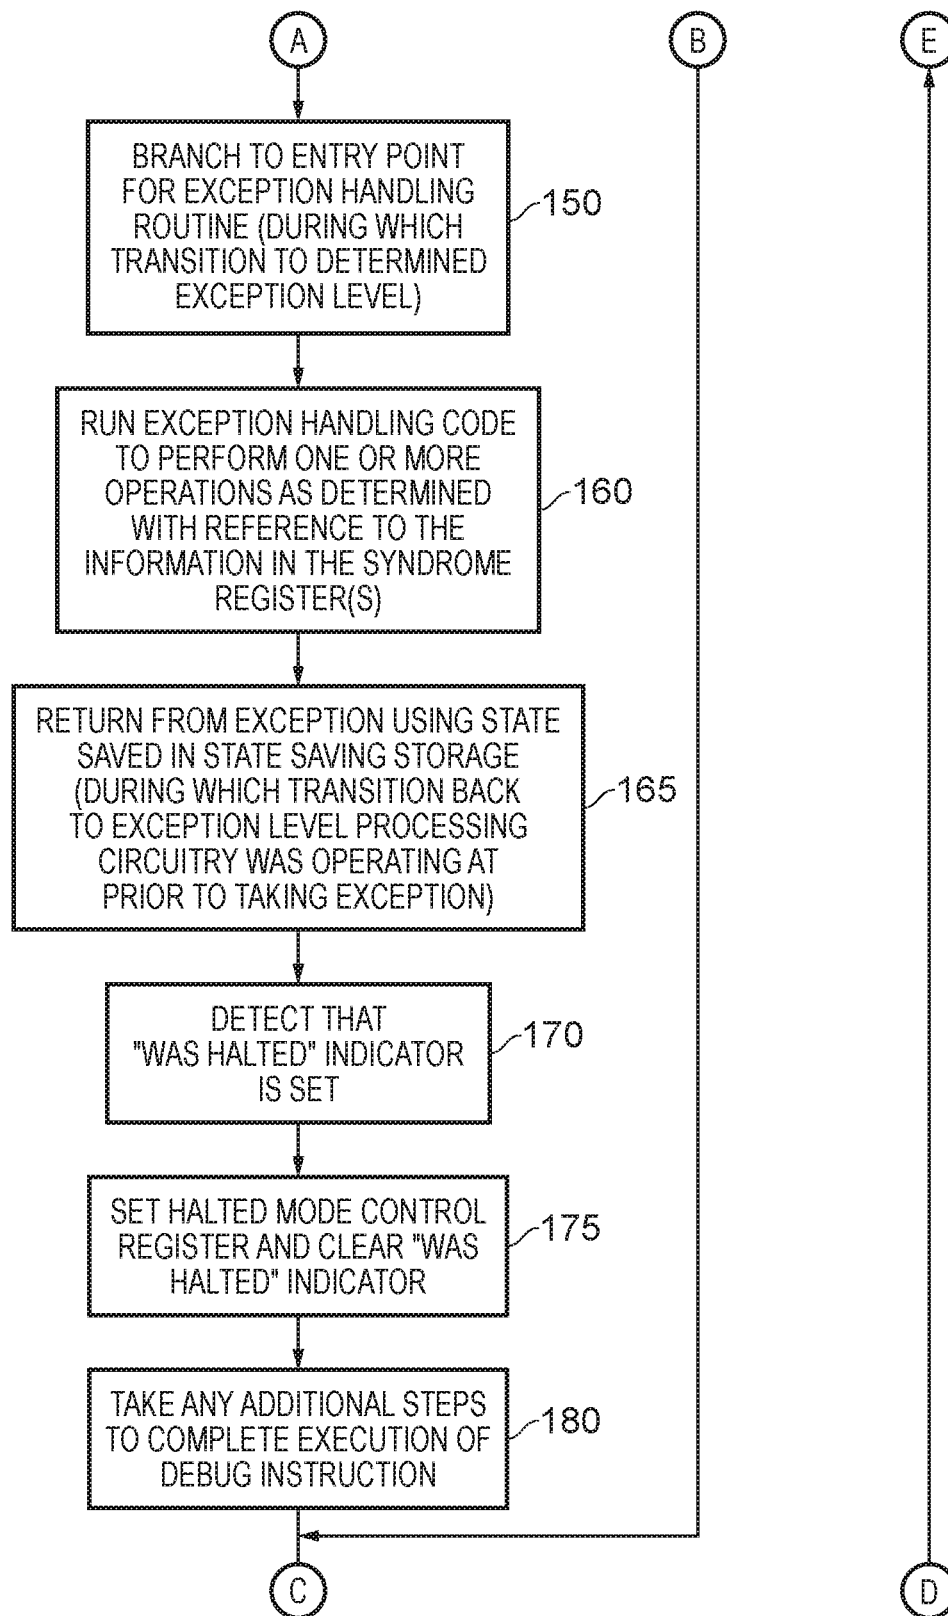 A
B
E
BRANCH TO ENTRY POINT
FOR EXCEPTION HANDLING
ROUTINE (DURING WHICH
TRANSITION TO DETERMINED
EXCEPTION LEVEL)
150
RUN EXCEPTION HANDLING CODE
TO PERFORM ONE OR MORE
OPERATIONS AS DETERMINED
WITH REFERENCE TO THE
INFORMATION IN THE SYNDROME
REGISTER(S)
160
RETURN FROM EXCEPTION USING STATE
SAVED IN STATE SAVING STORAGE
(DURING WHICH TRANSITION BACK
TO EXCEPTION LEVEL PROCESSING
CIRCUITRY WAS OPERATING AT
PRIOR TO TAKING EXCEPTION)
165
DETECT THAT
"WAS HALTED" INDICATOR
IS SET
170
SET HALTED MODE CONTROL
REGISTER AND CLEAR "WAS
HALTED" INDICATOR
175
TAKE ANY ADDITIONAL STEPS
TO COMPLETE EXECUTION OF
DEBUG INSTRUCTION
180
C
D